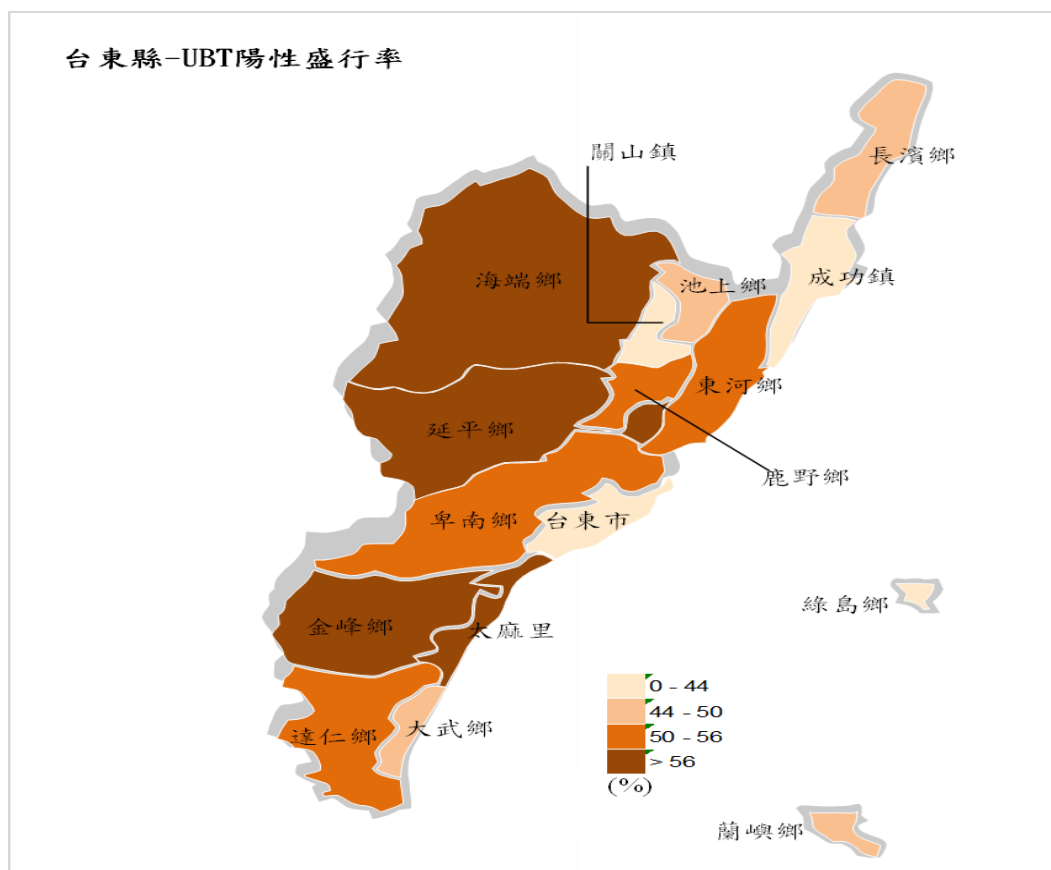 台東縣-UBT陽性盛行率
關山鎮
長濱鄉
海端鄉
池上鄉
成功鎮
東河鄉
延平鄉
鹿野鄉
卑南鄉
台東市
綠島鄉
金峰鄉
太麻里
0 - 44
44 - 50
50 - 56
> 56
(%)
達仁鄉
大武鄉
蘭嶼鄉